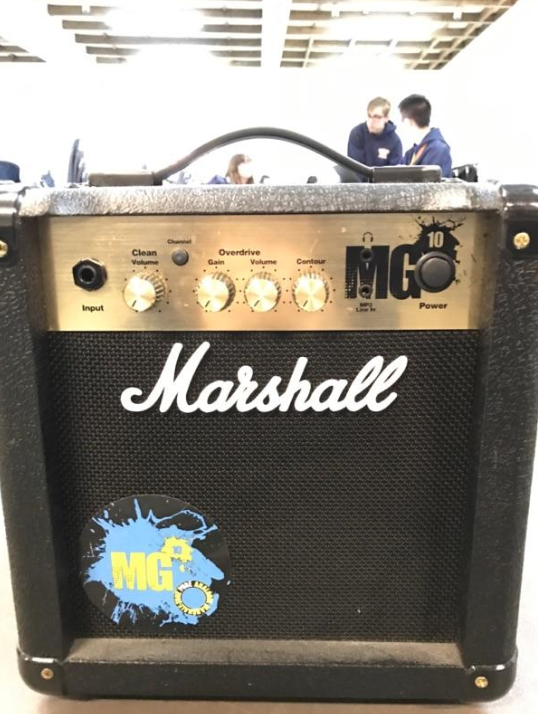 Clean
Volume
Channel
Overdrive
Gain
Volume
Contour
MG
10
Input
MP3
Line In
Power
Marshall
MG